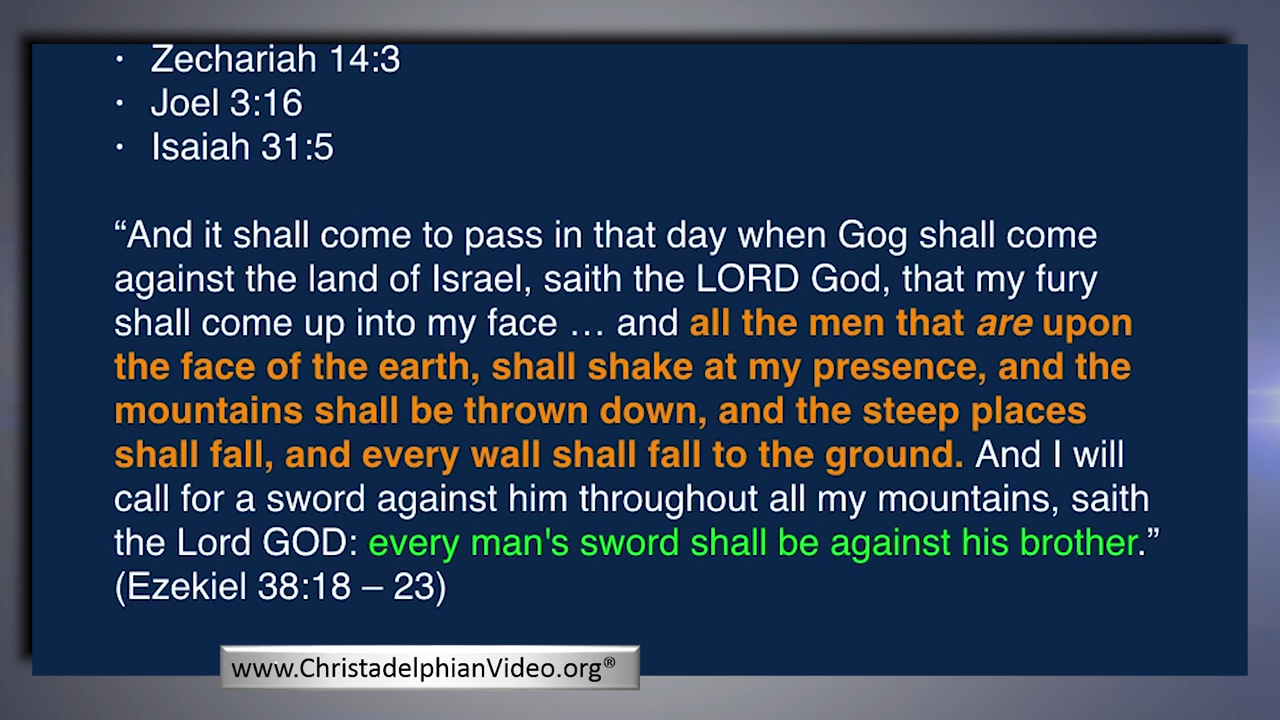 • Zechariah 14:3
• Joel 3:16
• Isaiah 31:5
“And it shall come to pass in that day when Gog shall come
against the land of Israel, saith the LORD God, that my fury
shall come up into my face … and all the men that are upon
the face of the earth, shall shake at my presence, and the
mountains shall be thrown down, and the steep places
shall fall, and every wall shall fall to the ground. And I will
call for a sword against him throughout all my mountains, saith
the Lord GOD: every man's sword shall be against his brother.”
(Ezekiel 38:18 – 23)
www.ChristadelphianVideo.org®